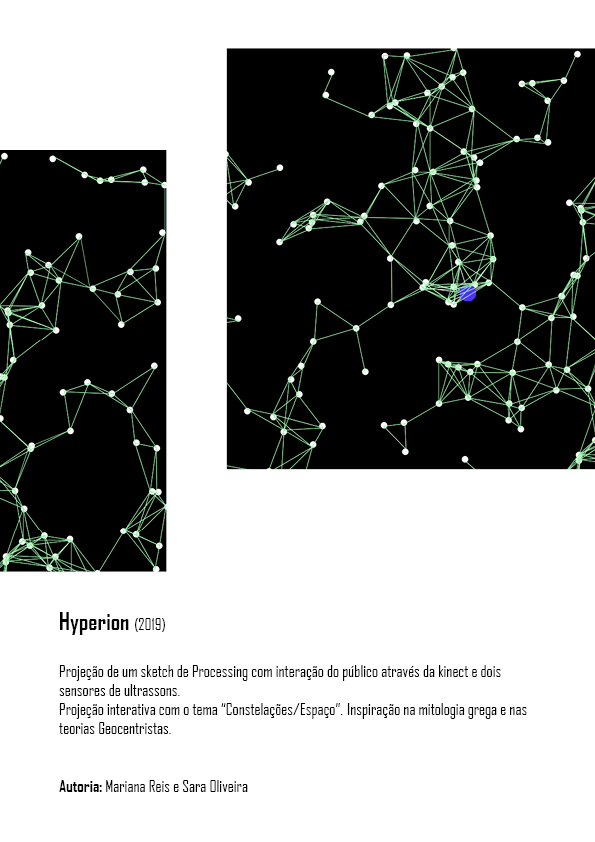 Hyperion (2019)
Projeção de um sketch de Processing com interação do público através da kinect e dois
sensores de ultrassons.
Projeção interativa com o tema “Constelações/Espaço”. Inspiração na mitologia grega e nas
teorias Geocentristas.
Autoria: Mariana Reis e Sara Oliveira